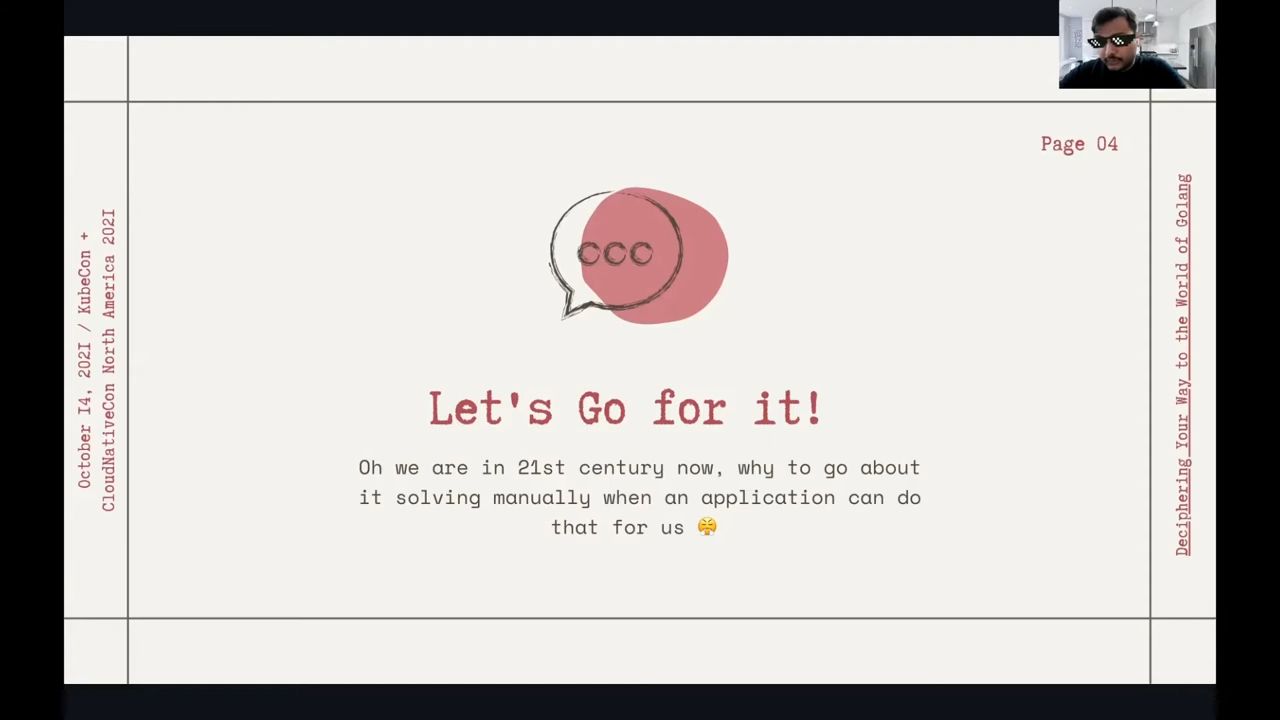 October 14, 2021 / KubeCon +
CloudNativeCon North America 2021
Page 04
Let's Go for it!
Oh we are in 21st century now, why to go about
it solving manually when an application can do
that for us 😤
Deciphering Your Way to the World of Golang